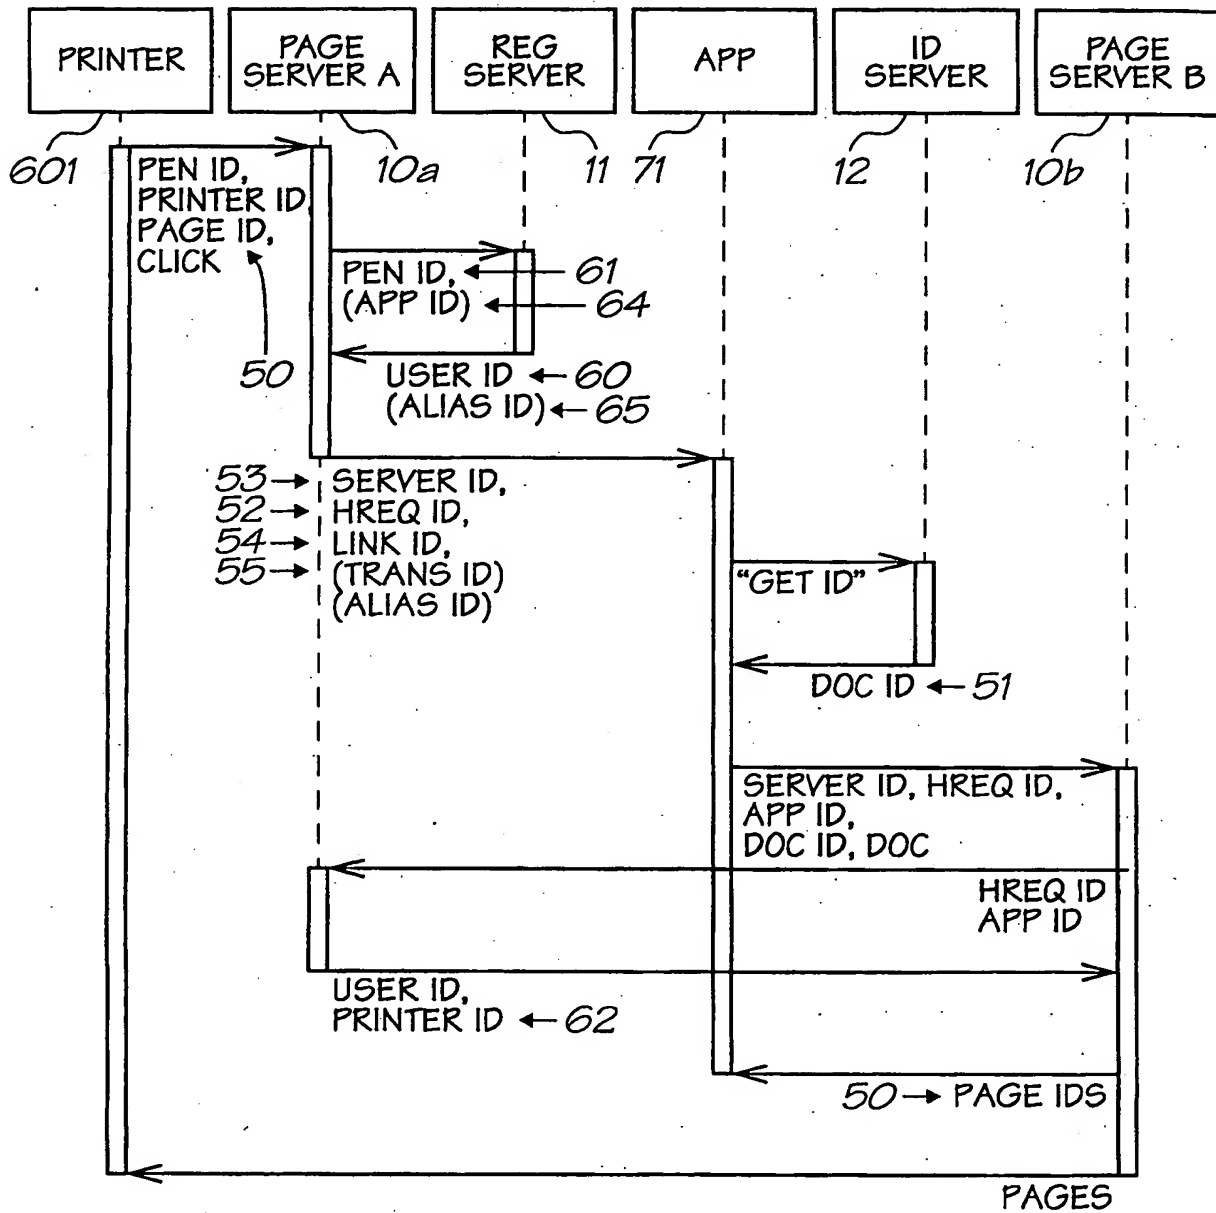 PRINTER
PAGE
SERVER A
REG
SERVER
APP
ID
SERVER
PAGE
SERVER B
601
10a
11
71
12
10b
PEN ID,
PRINTER ID,
PAGE ID,
CLICK
50
PEN ID, 61
(APP ID) 64
USER ID 60
(ALIAS ID) 65
53 SERVER ID,
52 HREQ ID,
54 LINK ID,
55 (TRANS ID)
(ALIAS ID)
"GET ID"
DOC ID 51
SERVER ID, HREQ ID,
APP ID,
DOC ID, DOC
HREQ ID
APP ID
USER ID,
PRINTER ID 62
50 PAGE IDS
PAGES